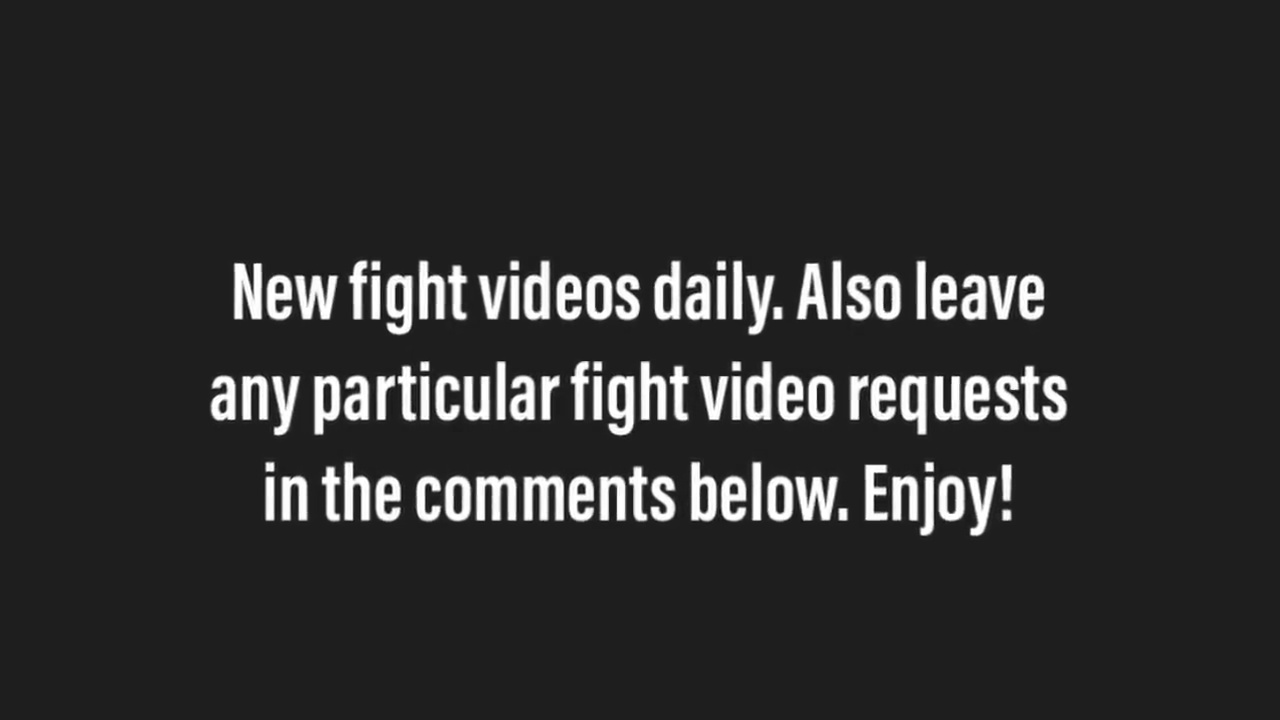 New fight videos daily. Also leave
any particular fight video requests
in the comments below. Enjoy!